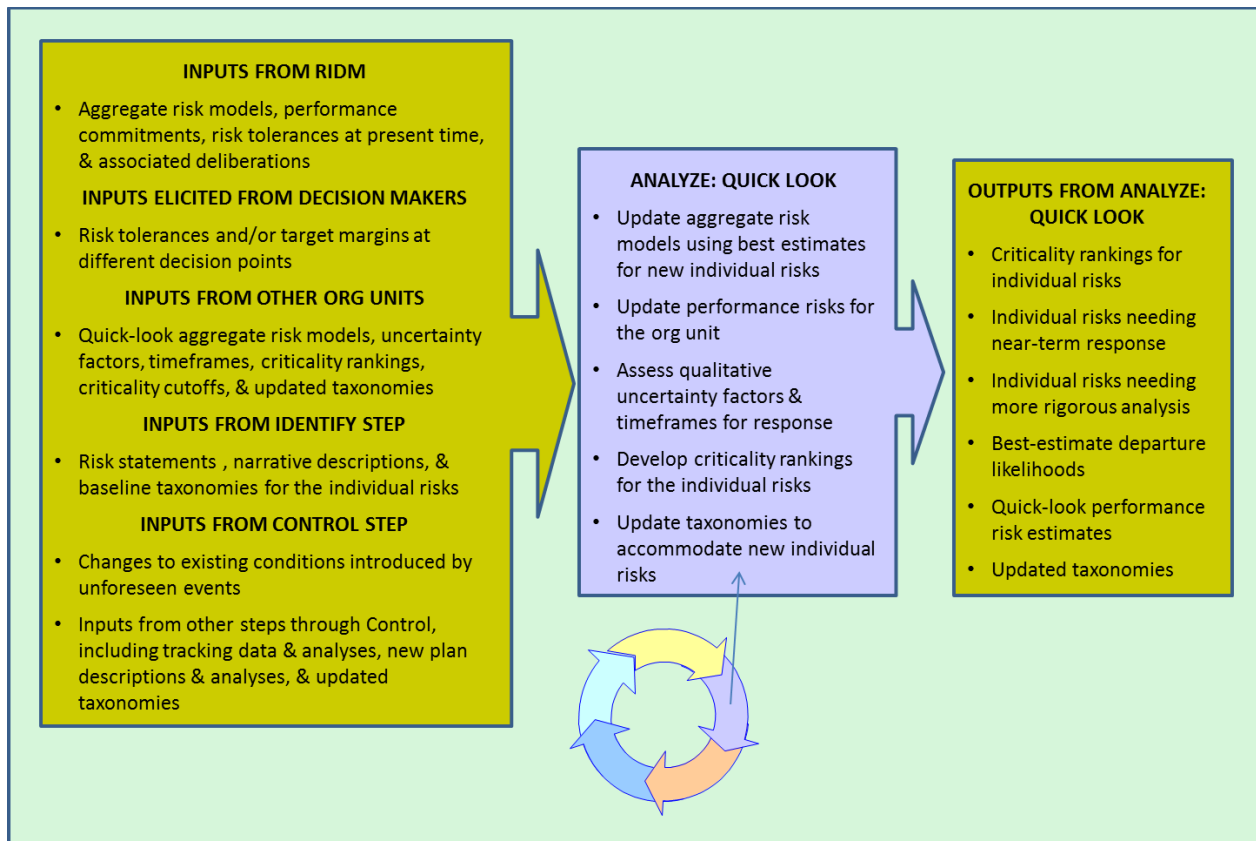 INPUTS FROM RIDM
• Aggregate risk models, performance
commitments, risk tolerances at present time,
& associated deliberations
INPUTS ELICITED FROM DECISION MAKERS
• Risk tolerances and/or target margins at
different decision points
INPUTS FROM OTHER ORG UNITS
• Quick-look aggregate risk models, uncertainty
factors, timeframes, criticality rankings,
criticality cutoffs, & updated taxonomies
INPUTS FROM IDENTIFY STEP
• Risk statements , narrative descriptions, &
baseline taxonomies for the individual risks
INPUTS FROM CONTROL STEP
• Changes to existing conditions introduced by
unforeseen events
• Inputs from other steps through Control,
including tracking data & analyses, new plan
descriptions & analyses, & updated
taxonomies
ANALYZE: QUICK LOOK
• Update aggregate risk
models using best estimates
for new individual risks
• Update performance risks for
the org unit
• Assess qualitative
uncertainty factors &
timeframes for response
• Develop criticality rankings
for the individual risks
• Update taxonomies to
accommodate new individual
risks
OUTPUTS FROM ANALYZE:
QUICK LOOK
• Criticality rankings for
individual risks
• Individual risks needing
near-term response
• Individual risks needing
more rigorous analysis
• Best-estimate departure
likelihoods
• Quick-look performance
risk estimates
• Updated taxonomies